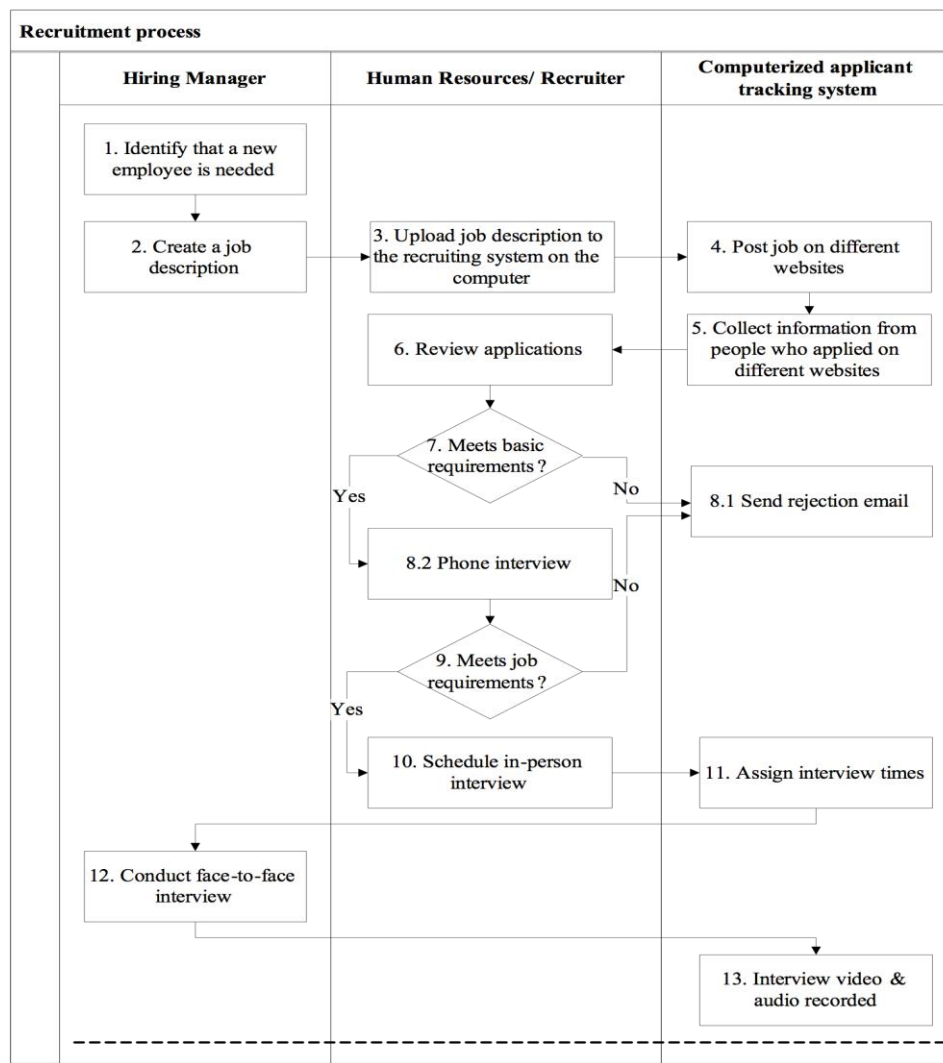 Recruitment process
Hiring Manager
Human Resources/ Recruiter
Computerized applicant
tracking system
1. Identify that a new
employee is needed
2. Create a job
description
3. Upload job description to
the recruiting system on the
computer
4. Post job on different
websites
5. Collect information from
people who applied on
different websites
6. Review applications
7. Meets basic
requirements?
Yes
No
8.1 Send rejection email
8.2 Phone interview
No
9. Meets job
requirements?
Yes
10. Schedule in-person
interview
11. Assign interview times
12. Conduct face-to-face
interview
13. Interview video &
audio recorded